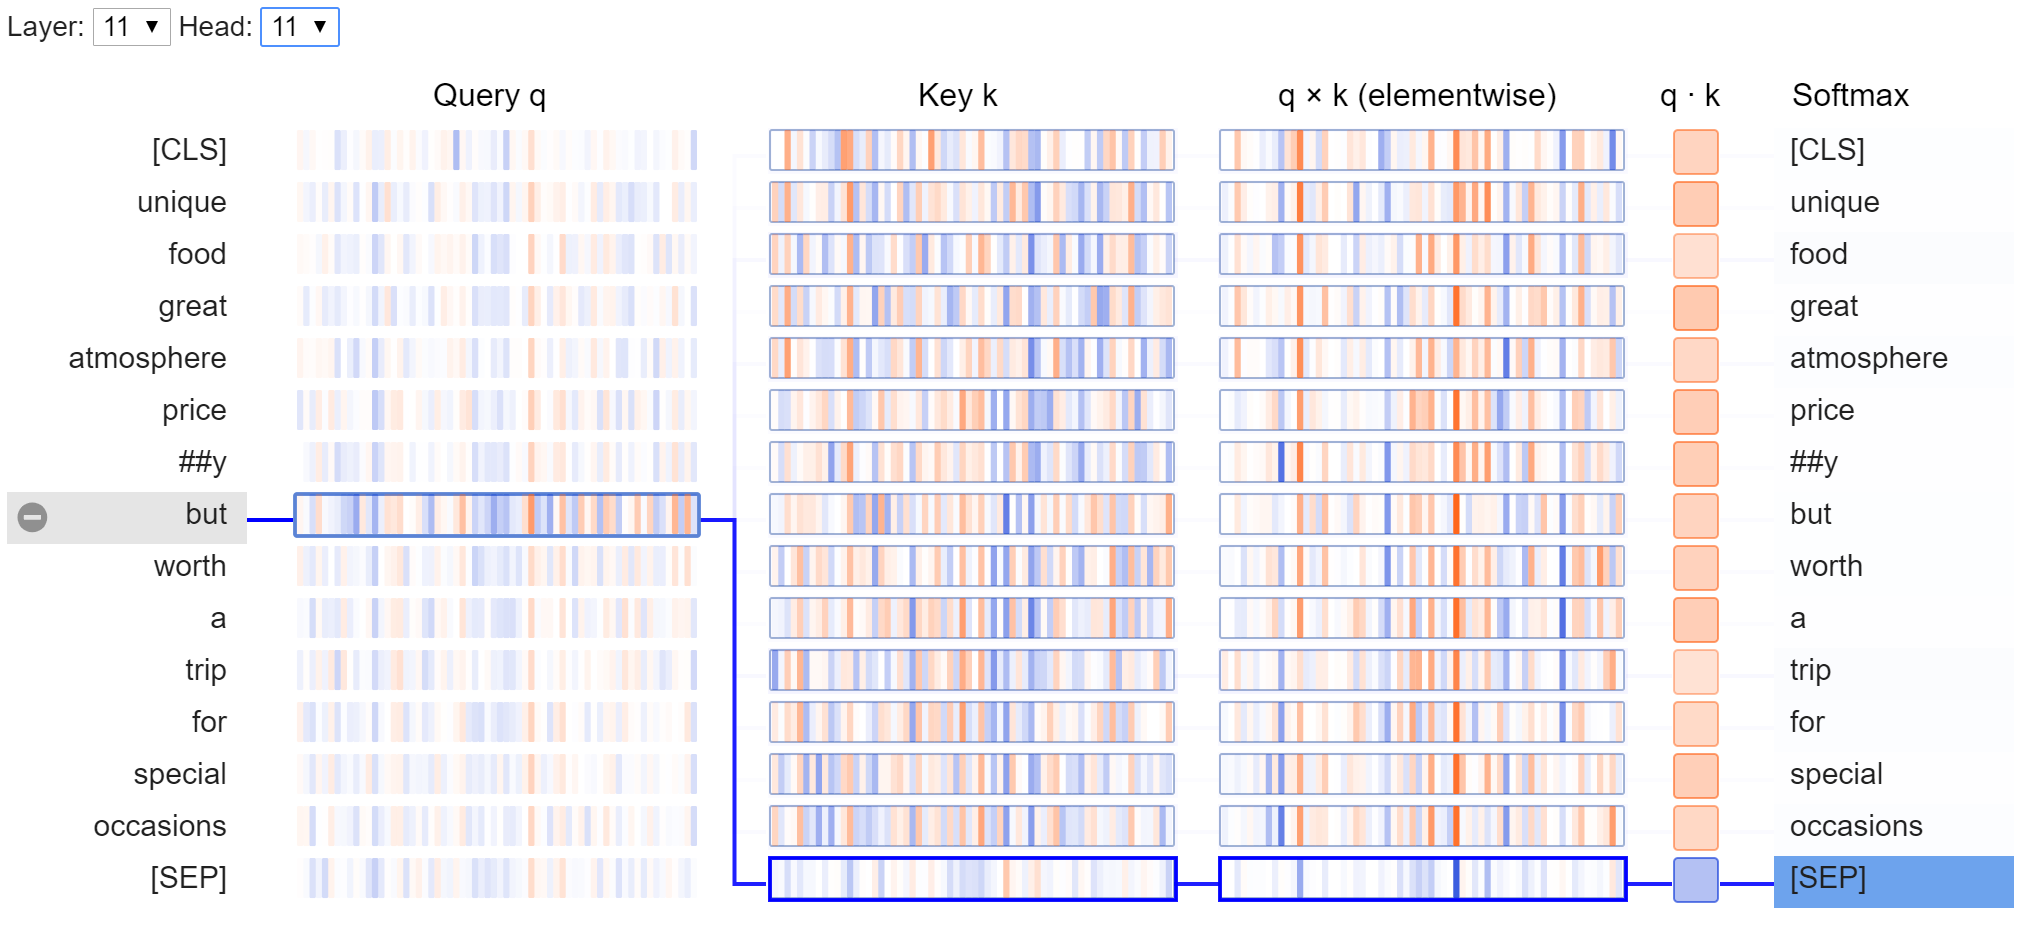 Layer: 11 ▼ Head: 11 ▼
Query q Key k q × k (elementwise) q · k Softmax
[CLS] [CLS]
unique unique
food food
great great
atmosphere atmosphere
price price
##y ##y
but but
worth worth
a a
trip trip
for for
special special
occasions occasions
[SEP] [SEP]